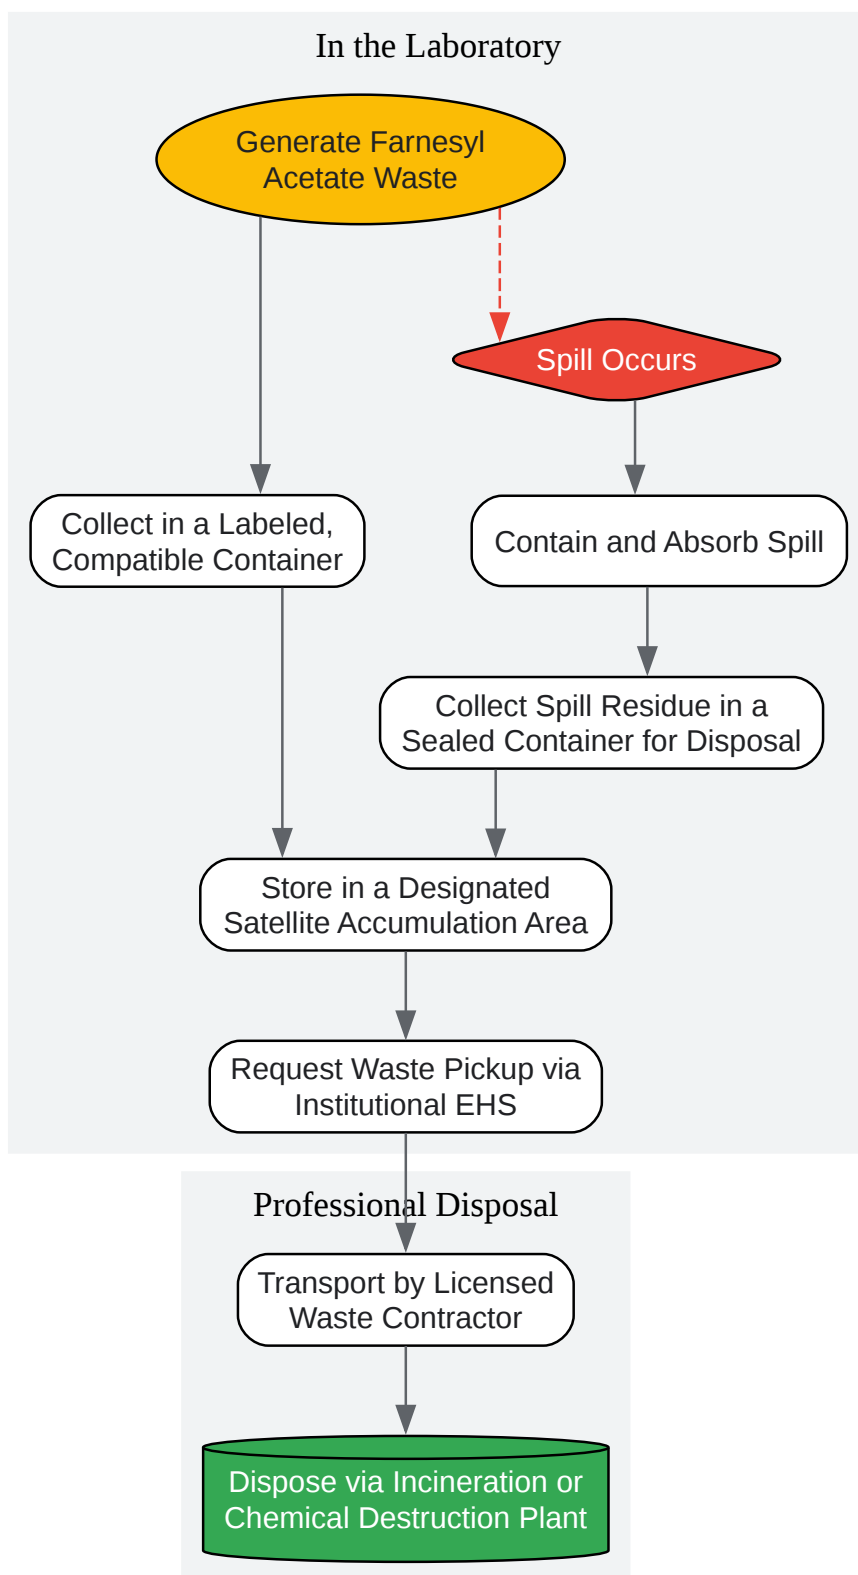 In the Laboratory
Generate Farnesyl
Acetate Waste
Spill Occurs
Collect in a Labeled,
Compatible Container
Contain and Absorb Spill
Collect Spill Residue in a
Sealed Container for Disposal
Store in a Designated
Satellite Accumulation Area
Request Waste Pickup via
Institutional EHS
Professional Disposal
Transport by Licensed
Waste Contractor
Dispose via Incineration or
Chemical Destruction Plant